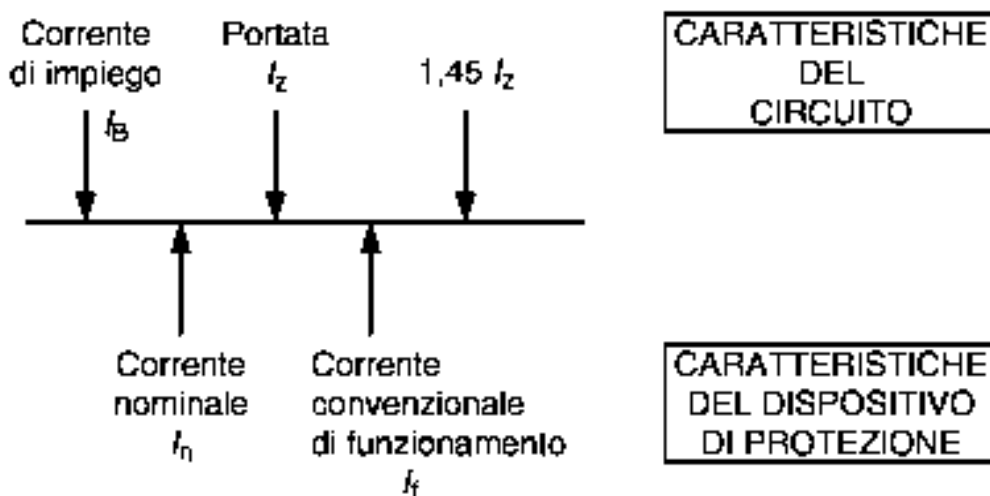 Corrente
di impiego
I_B
Portata
I_z
1,45 I_z
CARATTERISTICHE
DEL
CIRCUITO
Corrente
nominale
I_n
Corrente
convenzionale
di funzionamento
I_f
CARATTERISTICHE
DEL DISPOSITIVO
DI PROTEZIONE